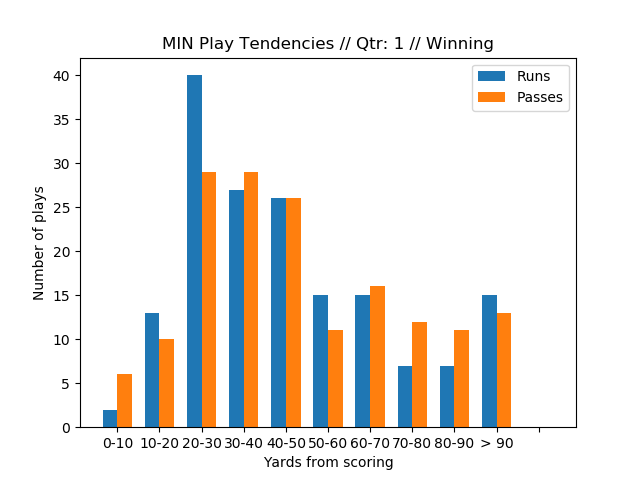 MIN Play Tendencies // Qtr: 1 // Winning
Runs
Passes
Number of plays
40
35
30
25
20
15
10
5
0
0-10 10-20 20-30 30-40 40-50 50-60 60-70 70-80 80-90 > 90
Yards from scoring